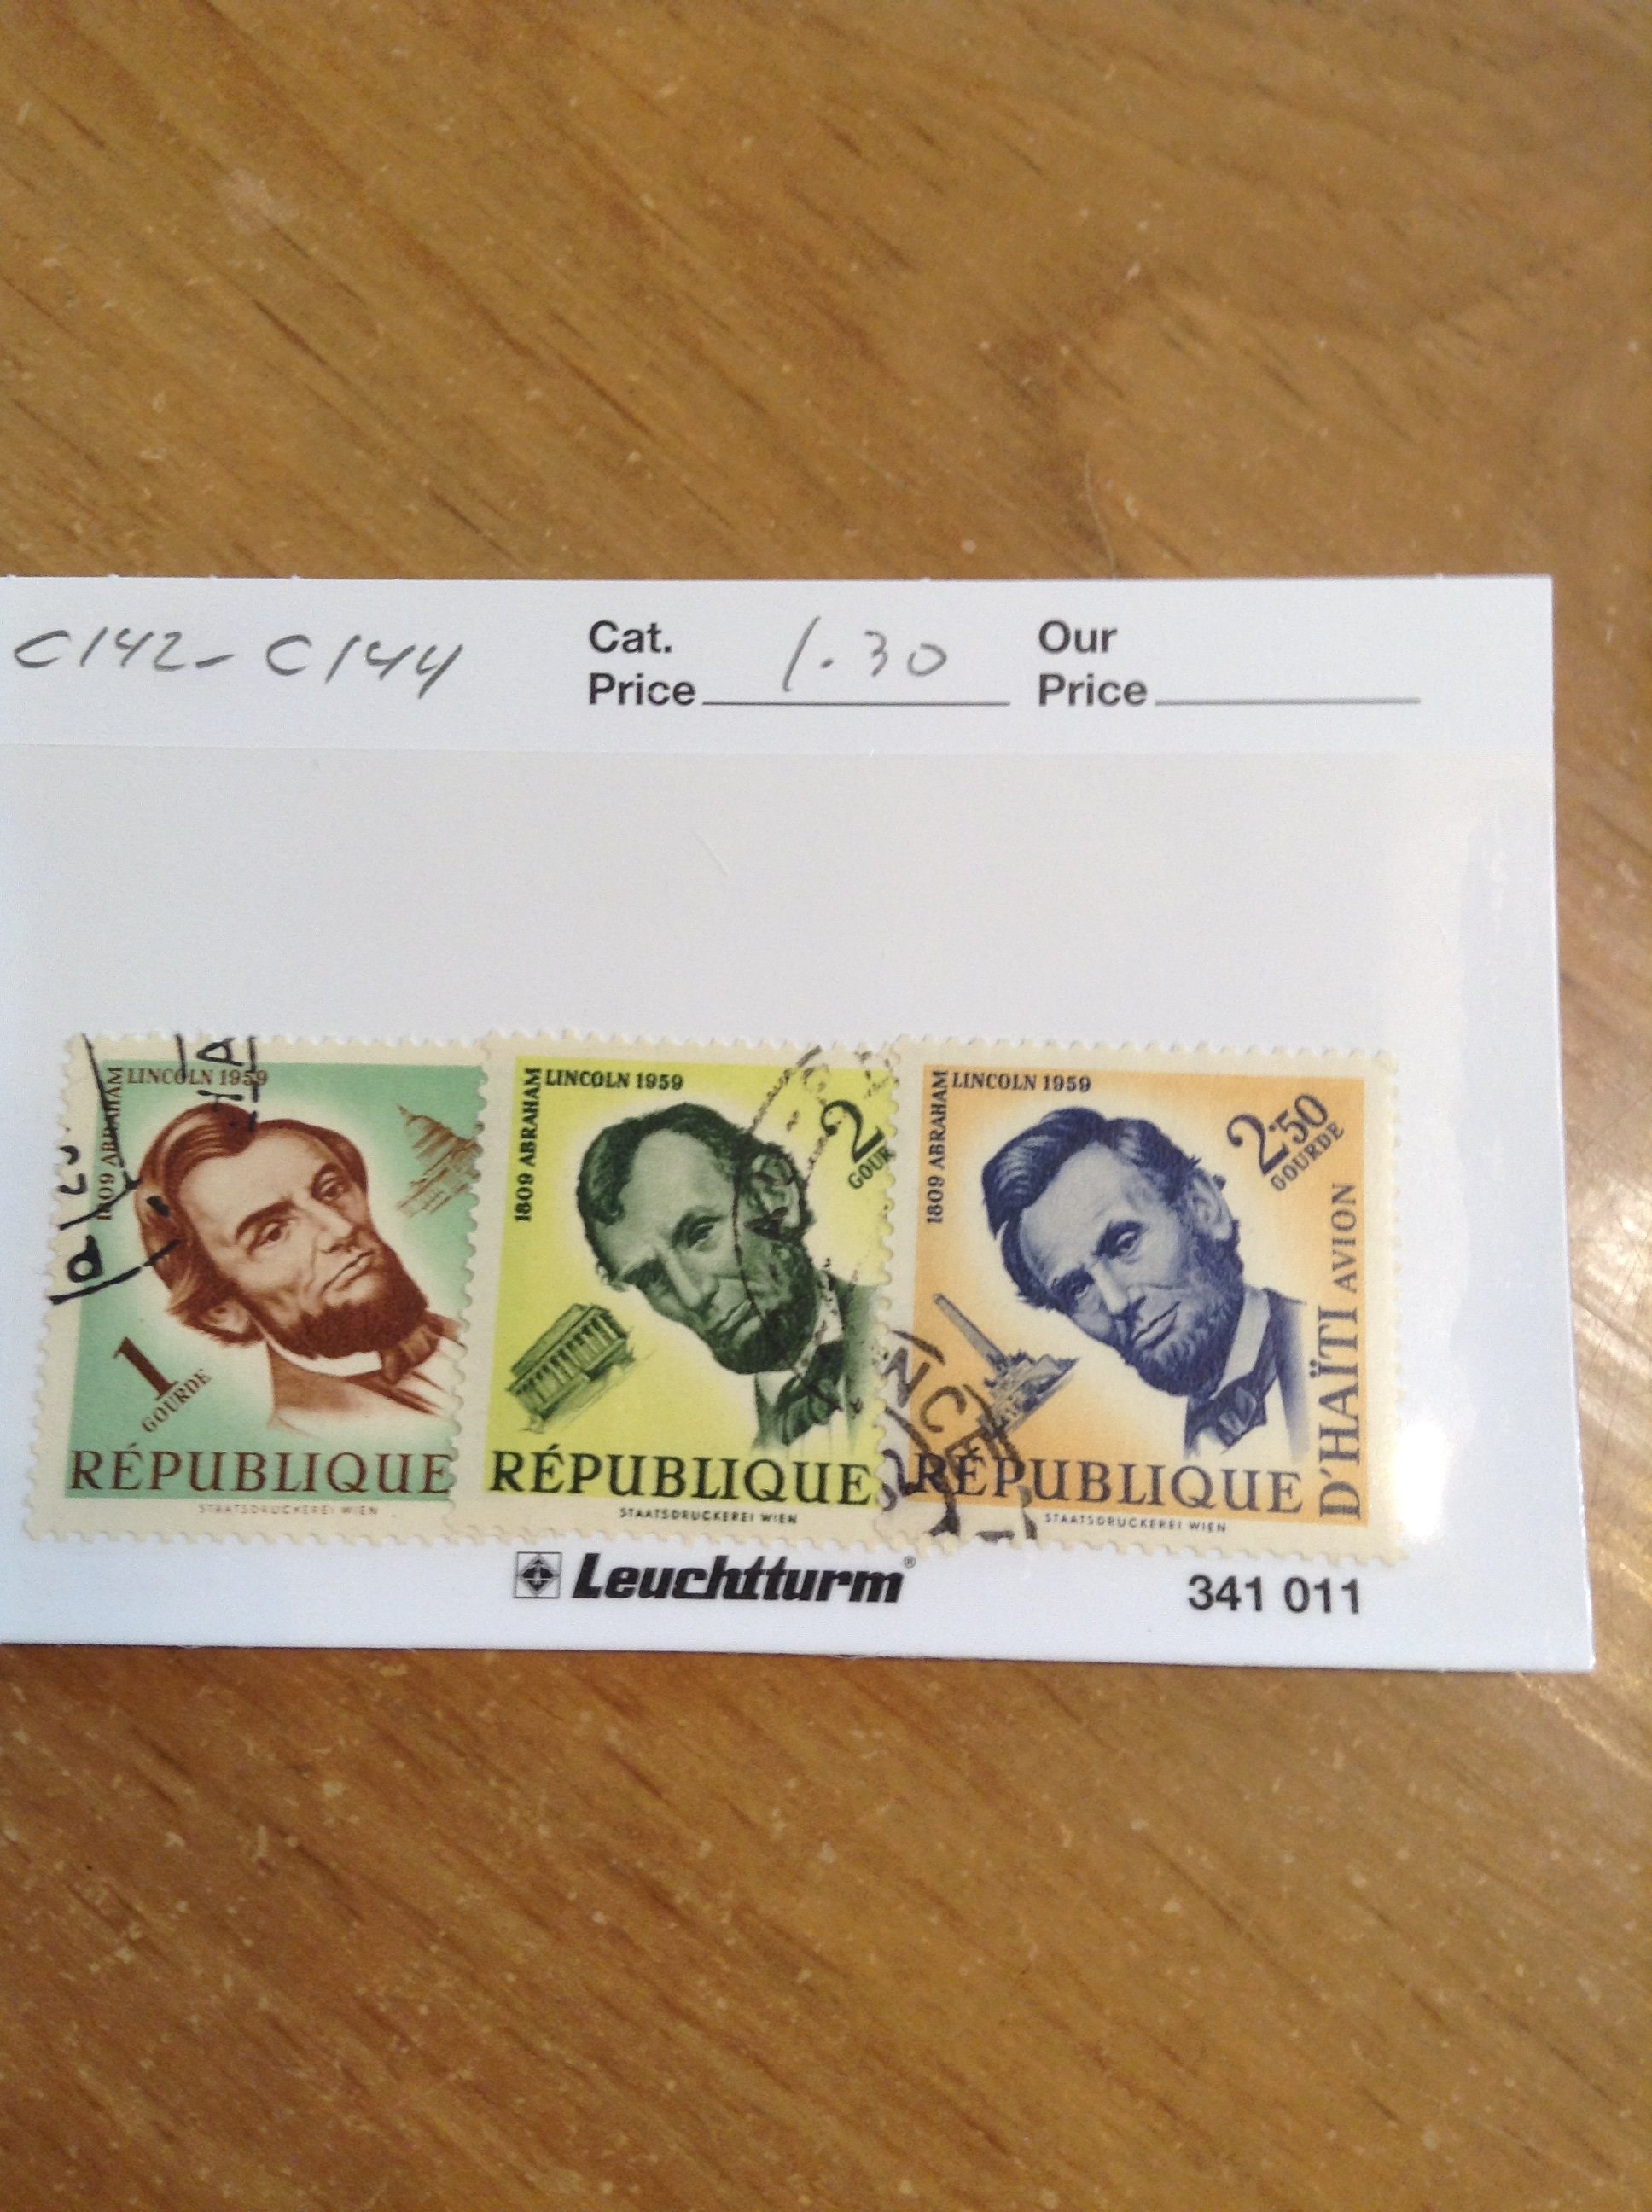 C142-C144
Cat.
Price 1.30
Our
Price
1809 ABRAHAM
LINCOLN 1959
1
GOURDE
RÉPUBLIQUE
STAATSDRUCKEREI WIEN
1809 ABRAHAM
LINCOLN 1959
2
GOUR
RÉPUBLIQUE
STAATSDRUCKEREI WIEN
1809 ABRAHAM
LINCOLN 1959
2.50
GOURDE
D'HAÏTI AVION
RÉPUBLIQUE
STAATSDRUCKEREI WIEN
NCE
Leuchtturm®
341 011